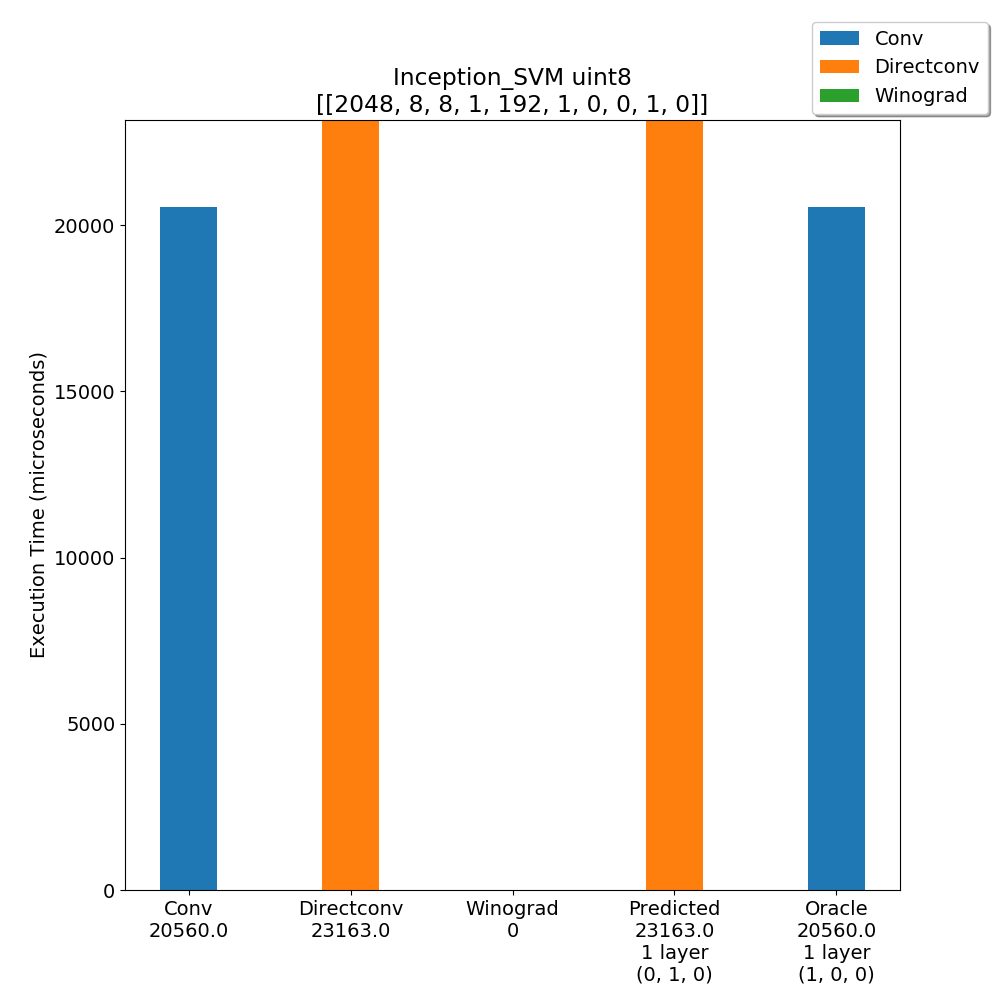 Conv
Directconv
Winograd
Inception_SVM uint8
[[2048, 8, 8, 1, 192, 1, 0, 0, 1, 0]]
Execution Time (microseconds)
20000
15000
10000
5000
0
Conv
20560.0
Directconv
23163.0
Winograd
0
Predicted
23163.0
1 layer
(0, 1, 0)
Oracle
20560.0
1 layer
(1, 0, 0)